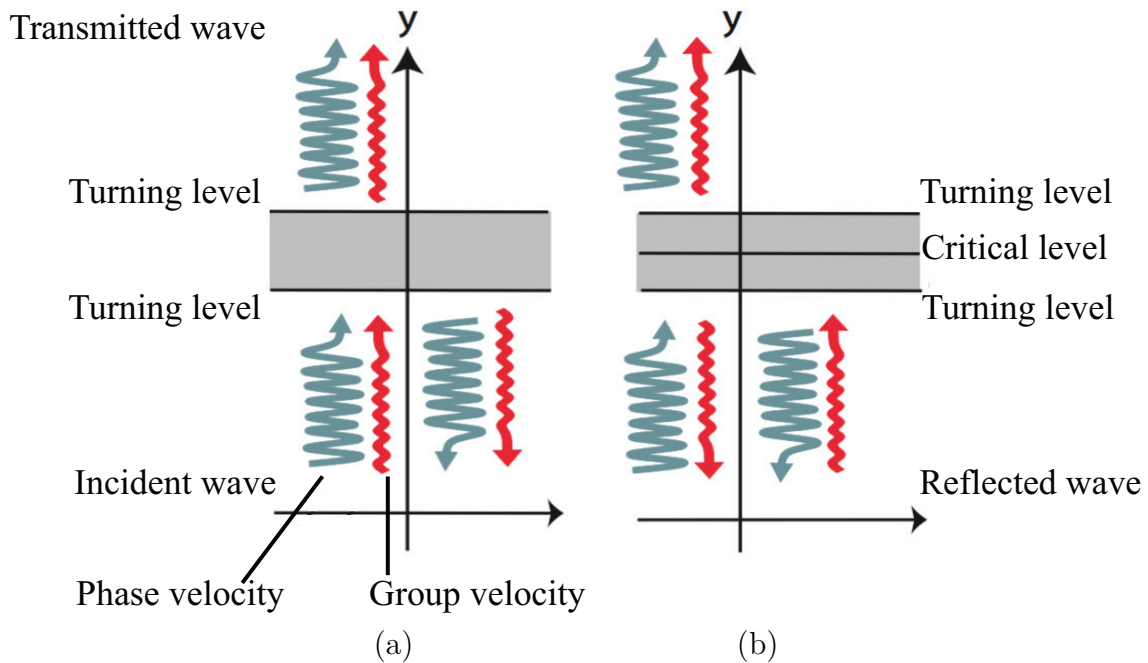 Transmitted wave
y
y
Turning level
Turning level
Critical level
Turning level
Turning level
Incident wave
Reflected wave
Phase velocity
Group velocity
(a)
(b)